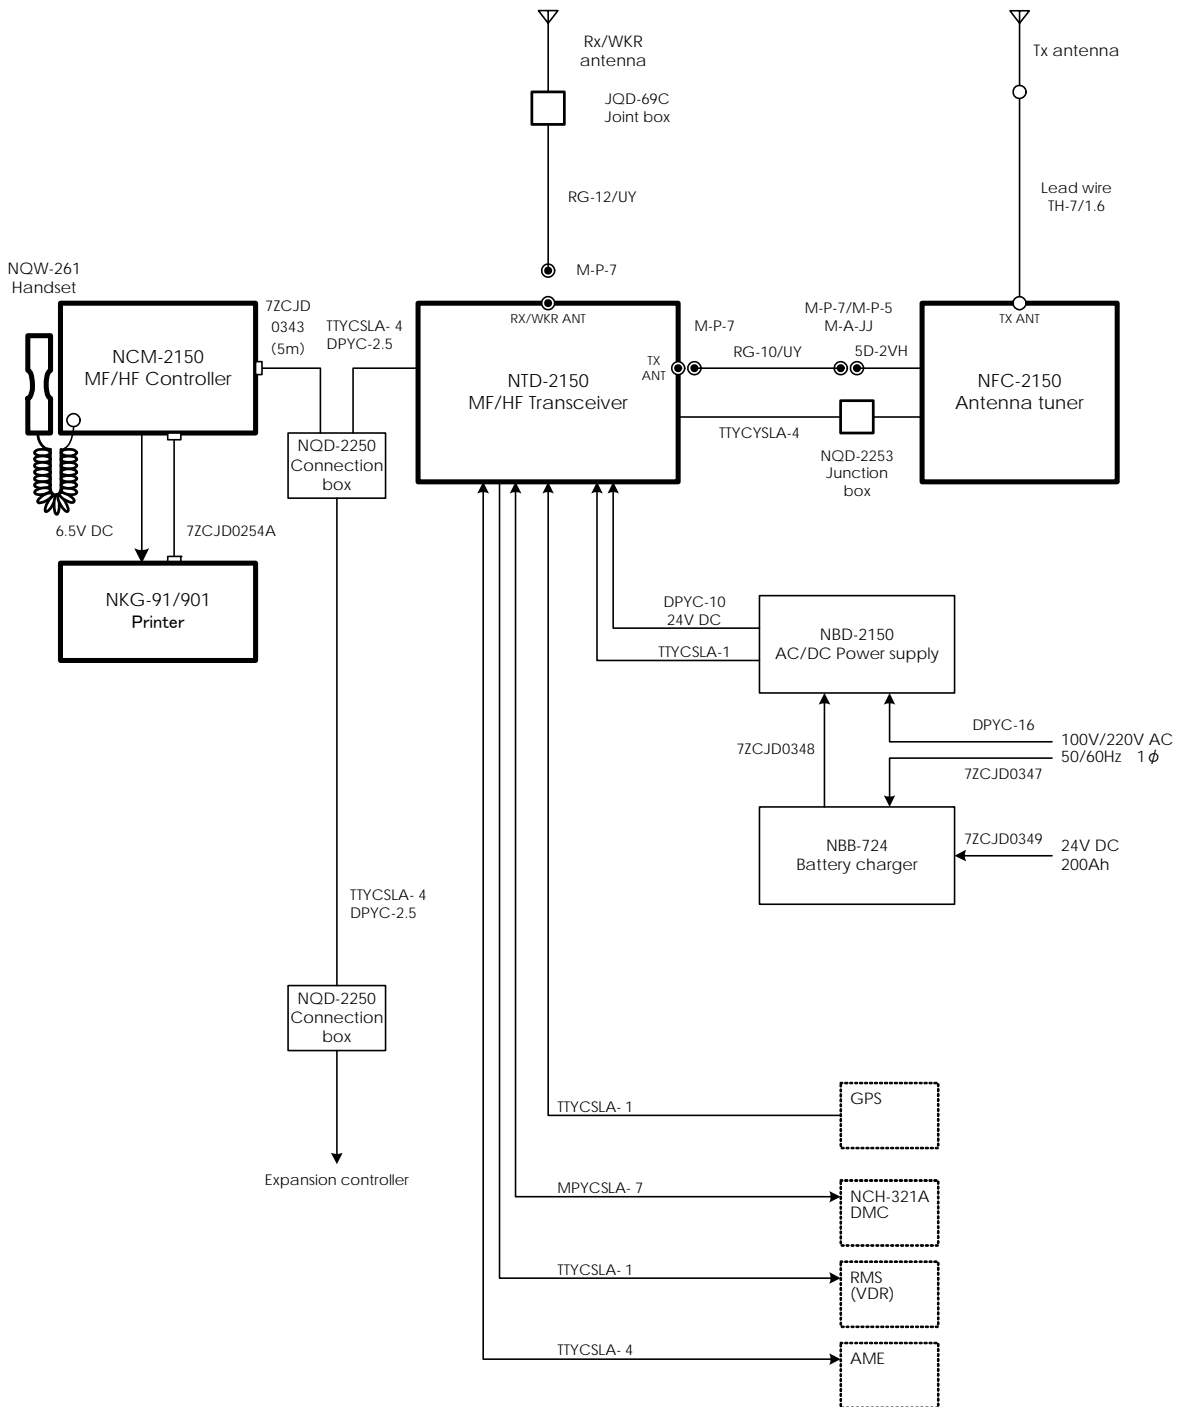 Rx/WKR
antenna
Tx antenna
JQD-69C
Joint box
RG-12/UY
Lead wire
TH-7/1.6
M-P-7
NQW-261
Handset
NCM-2150
MF/HF Controller
7ZCJD
0343
(5m)
TTYCSLA- 4
DPYC-2.5
RX/WKR ANT
NTD-2150
MF/HF Transceiver
TX
ANT
M-P-7
RG-10/UY
M-P-7/M-P-5
M-A-JJ
5D-2VH
TX ANT
NFC-2150
Antenna tuner
TTYCYSLA-4
NQD-2253
Junction
box
NQD-2250
Connection
box
6.5V DC
7ZCJD0254A
NKG-91/901
Printer
DPYC-10
24V DC
TTYCSLA-1
NBD-2150
AC/DC Power supply
DPYC-16
100V/220V AC
50/60Hz 1φ
7ZCJD0348
7ZCJD0347
NBB-724
Battery charger
7ZCJD0349
24V DC
200Ah
TTYCSLA- 4
DPYC-2.5
NQD-2250
Connection
box
Expansion controller
TTYCSLA- 1
GPS
MPYCSLA- 7
NCH-321A
DMC
TTYCSLA- 1
RMS
(VDR)
TTYCSLA- 4
AME